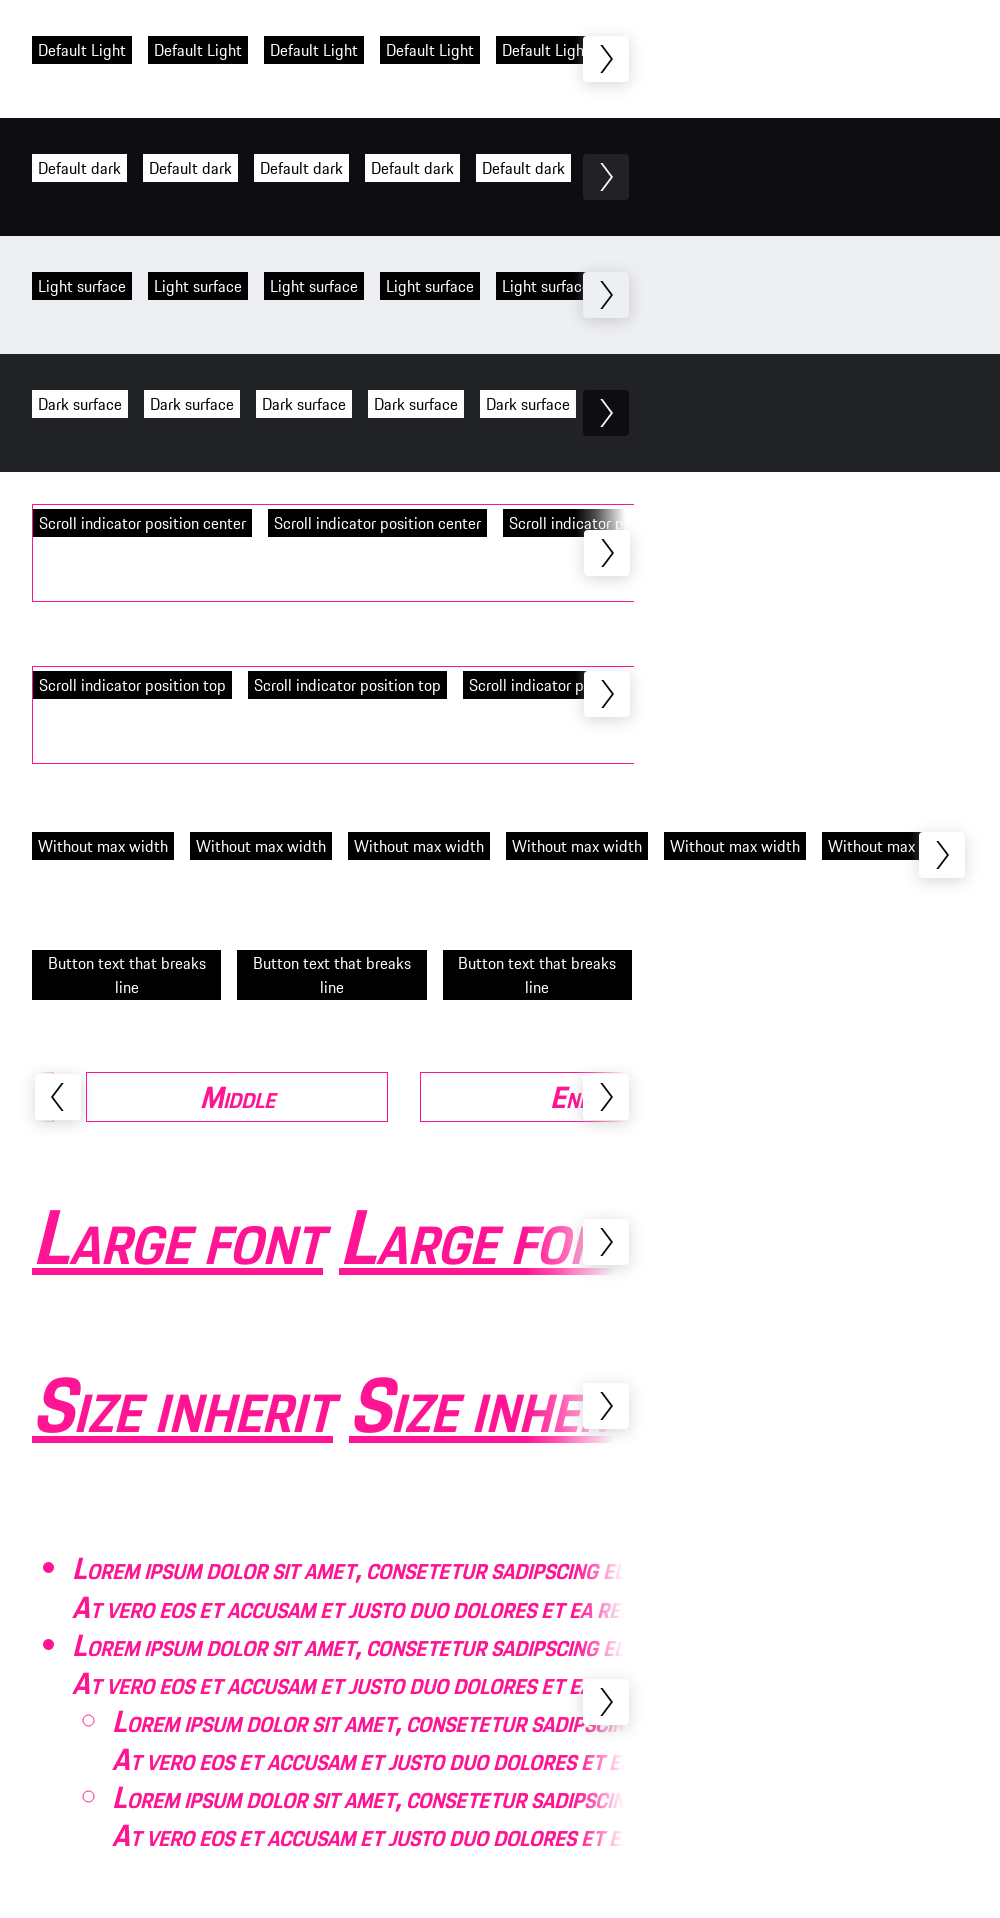 Default Light Default Light Default Light Default Light Default Ligh
Default dark Default dark Default dark Default dark Default dark
Light surface Light surface Light surface Light surface Light surfac
Dark surface Dark surface Dark surface Dark surface Dark surface
Scroll indicator position center Scroll indicator position center Scroll indicator p
Scroll indicator position top Scroll indicator position top Scroll indicator p
Without max width Without max width Without max width Without max width Without max width Without max
Button text that breaks Button text that breaks Button text that breaks
line line line
Middle En
Large font Large fon
Size inherit Size inher
Lorem ipsum dolor sit amet, consetetur sadipscing el
At vero eos et accusam et justo duo dolores et ea re
Lorem ipsum dolor sit amet, consetetur sadipscing el
At vero eos et accusam et justo duo dolores et ea
Lorem ipsum dolor sit amet, consetetur sadipscin
At vero eos et accusam et justo duo dolores et e
Lorem ipsum dolor sit amet, consetetur sadipscin
At vero eos et accusam et justo duo dolores et e